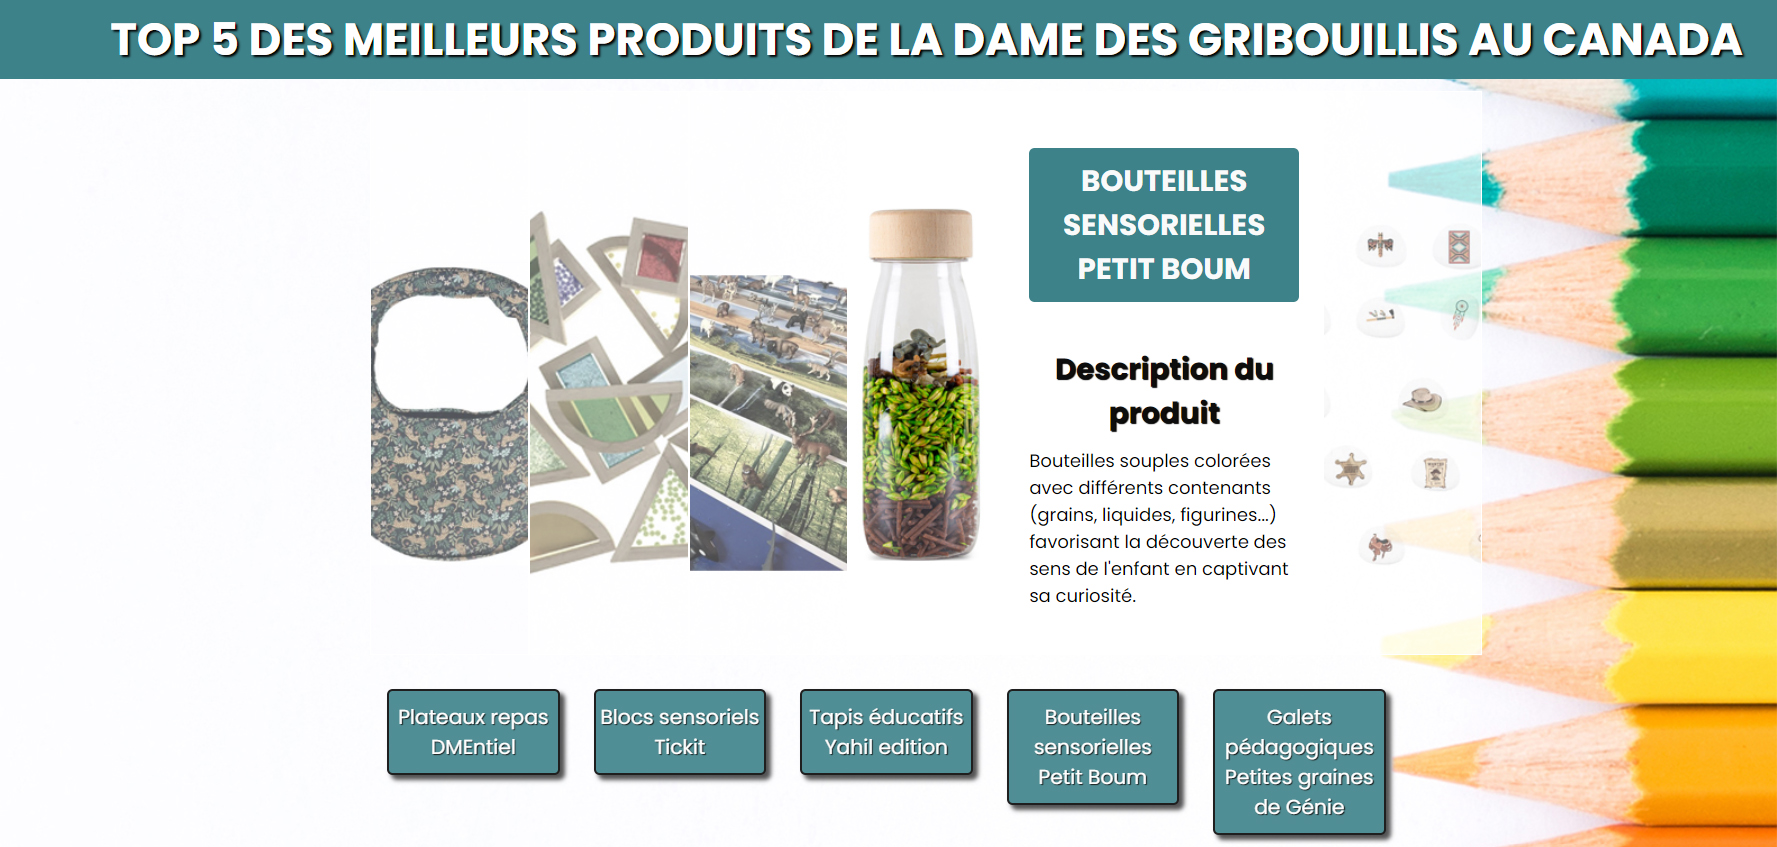 TOP 5 DES MEILLEURS PRODUITS DE LA DAME DES GRIBOUILLIS AU CANADA
BOUTEILLES
SENSORIELLES
PETIT BOUM
Description du
produit
Bouteilles souples colorées
avec différents contenants
(grains, liquides, figurines...)
favorisant la découverte des
sens de l'enfant en captivant
sa curiosité.
Plateaux repas
DMEntiel
Blocs sensoriels
Tickit
Tapis éducatifs
Yahil edition
Bouteilles
sensorielles
Petit Boum
Galets
pédagogiques
Petites graines
de Génie